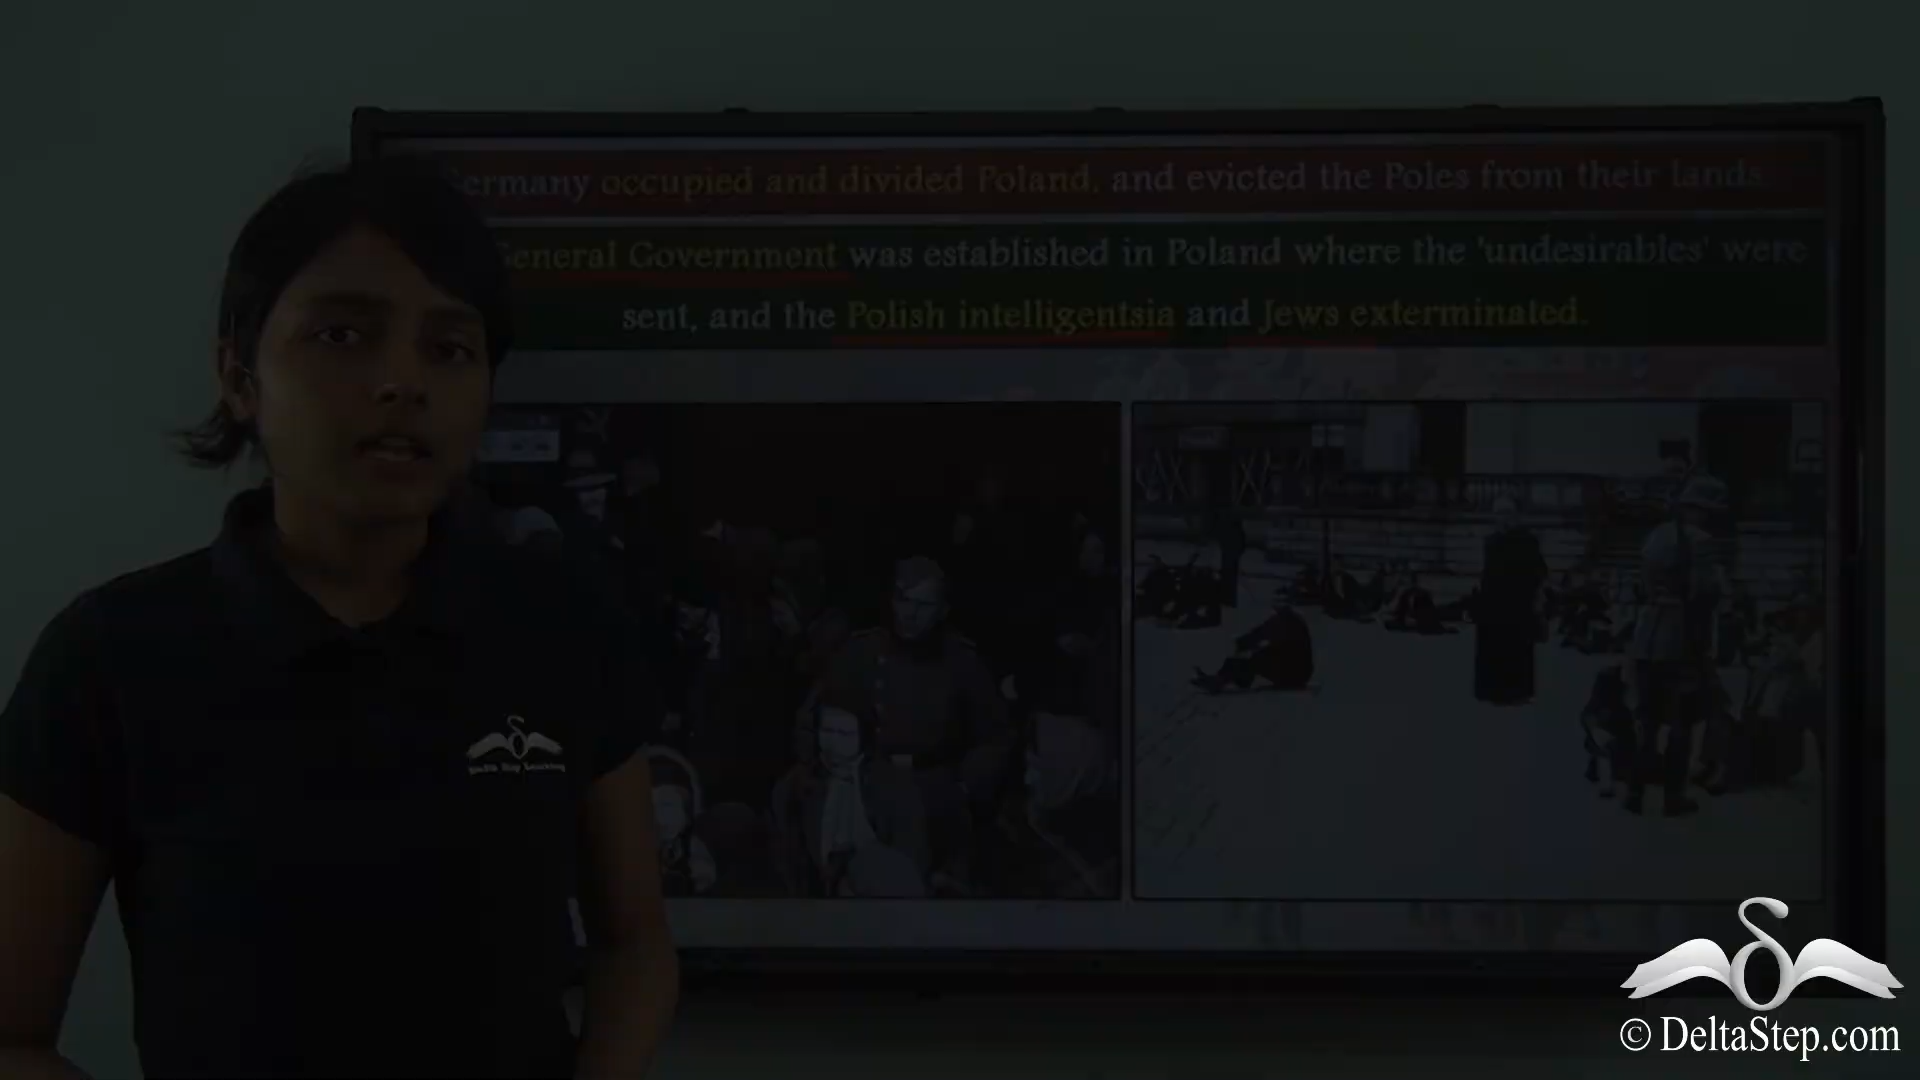 ermany occupied and divided Poland, and evicted the Poles from their lands
General Government was established in Poland where the 'undesirables' were
sent, and the Polish intelligentsia and Jews exterminated.
© DeltaStep.com